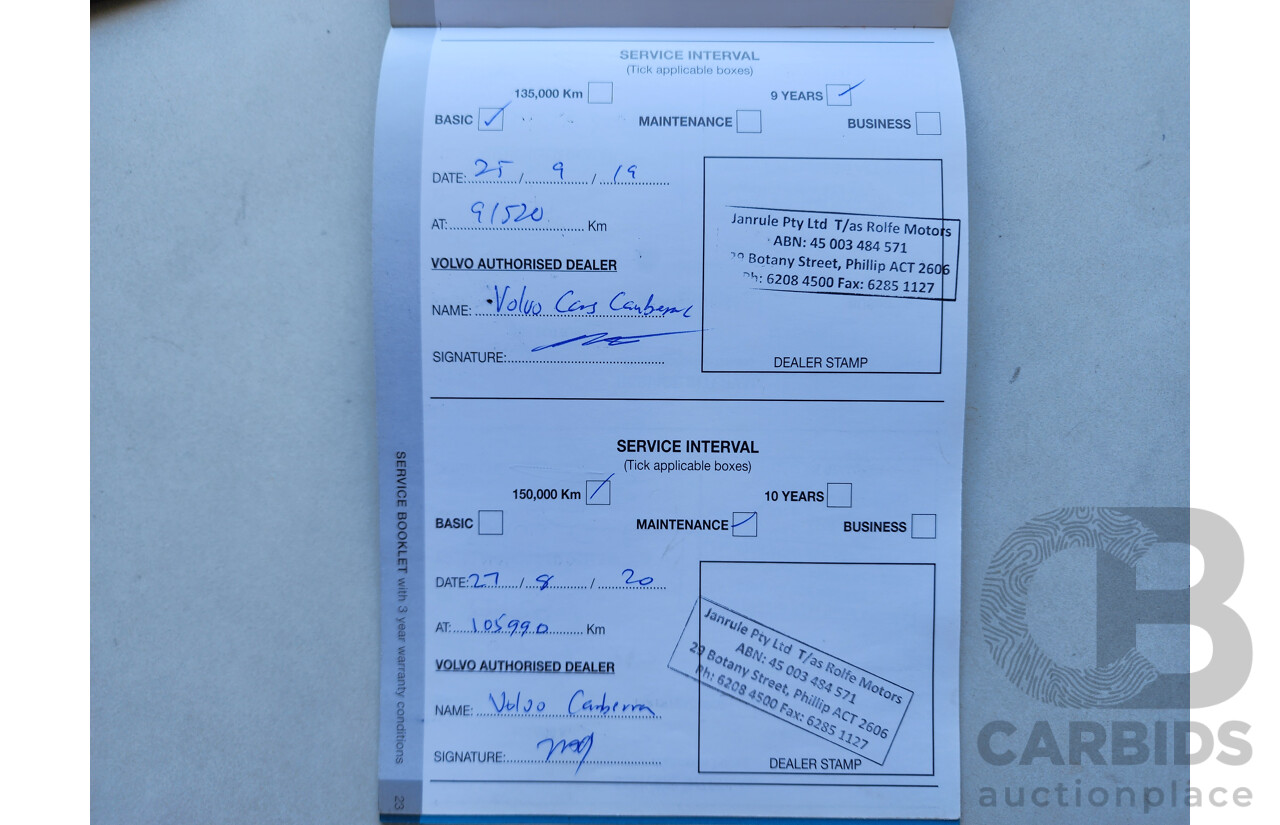 SERVICE INTERVAL
(Tick applicable boxes)
135,000 Km
9 YEARS
BASIC
MAINTENANCE
BUSINESS
DATE: 25 / 9 / 19
AT: 91520 Km
VOLVO AUTHORISED DEALER
NAME: Volvo Cars Canberra
SIGNATURE:
Janrule Pty Ltd T/as Rolfe Motors
ABN: 45 003 484 571
29 Botany Street, Phillip ACT 2606
Ph: 6208 4500 Fax: 6285 1127
DEALER STAMP
SERVICE INTERVAL
(Tick applicable boxes)
150,000 Km
10 YEARS
BASIC
MAINTENANCE
BUSINESS
DATE: 27 / 8 / 20
AT: 105990 Km
VOLVO AUTHORISED DEALER
NAME: Volvo Canberra
SIGNATURE:
Janrule Pty Ltd T/as Rolfe Motors
ABN: 45 003 484 571
29 Botany Street, Phillip ACT 2606
Ph: 6208 4500 Fax: 6285 1127
DEALER STAMP
SERVICE BOOKLET with 3 year warranty conditions
23
CB
CARBIDS
auctionplace